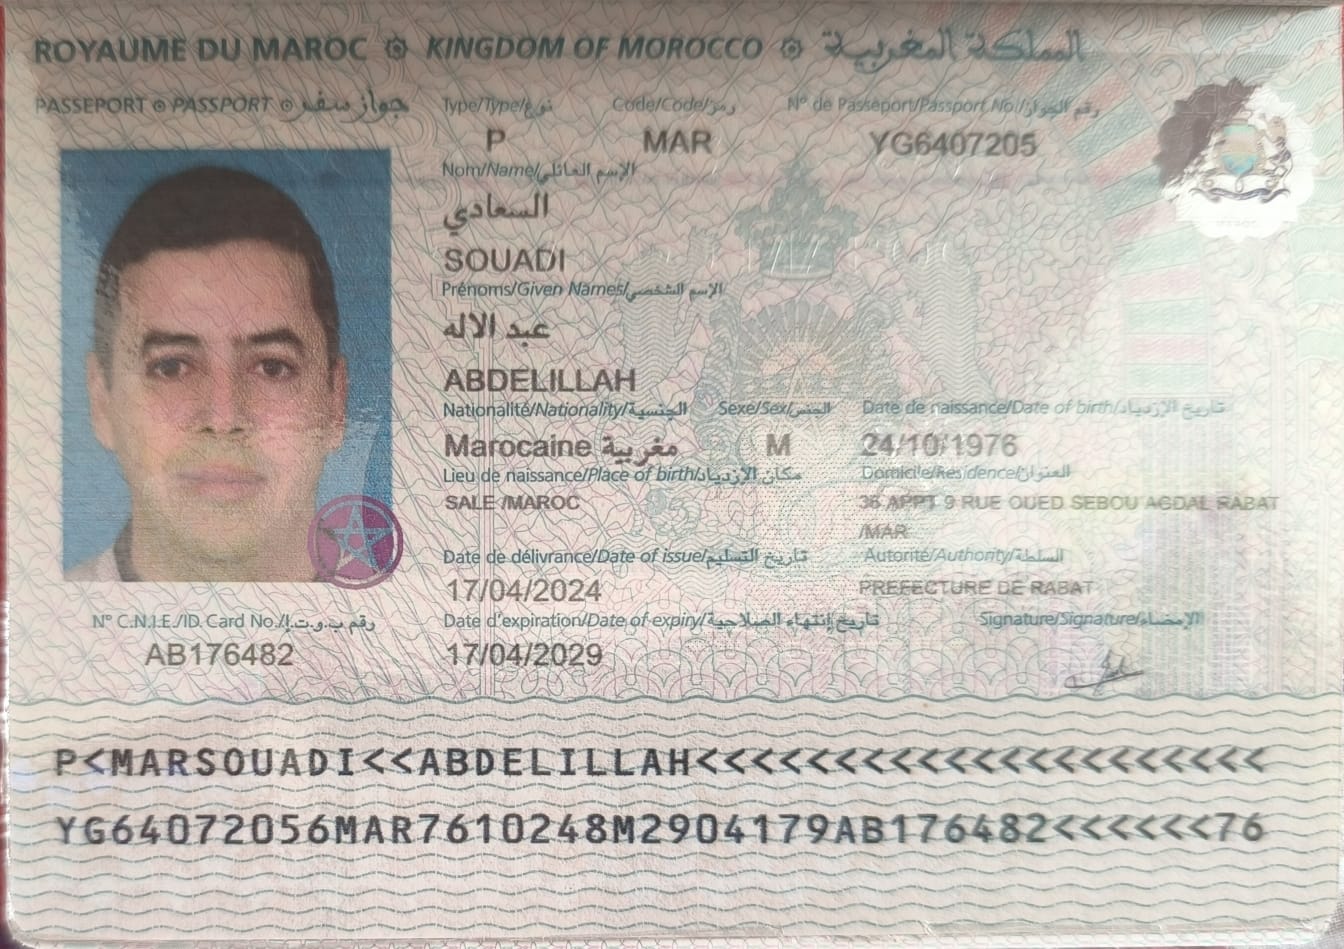 ROYAUME DU MAROC KINGDOM OF MOROCCO المملكة المغربية
PASSEPORT PASSPORT جواز سفر
Type/Type/نوع Code/Code/رمز N° de Passeport/Passport No/رقم الجواز
P MAR YG6407205
Nom/Name/الإسم العائلي
السعادي
SOUADI
Prénoms/Given Names/الإسم الشخصي
عبد الاله
ABDELILLAH
Nationalité/Nationality/الجنسية Sexe/Sex/الجنس Date de naissance/Date of birth/تاريخ الإزدياد
Marocaine مغربية M 24/10/1976
Lieu de naissance/Place of birth/مكان الإزدياد Domicile/Residence/العنوان
SALE /MAROC 36 APPT 9 RUE OUED SEBOU AGDAL RABAT
/MAR
Date de délivrance/Date of issue/تاريخ التسليم Autorité/Authority/السلطة
17/04/2024 PREFECTURE DE RABAT
N° C.N.I.E./ID. Card No./رقم ب.و.ت.إ Date d'expiration/Date of expiry/تاريخ إنتهاء الصلاحية Signature/Signature/الإمضاء
AB176482 17/04/2029
P<MARSOUADI<<ABDELILLAH<<<<<<<<<<<<<<<<<<<<<
YG64072056MAR7610248M2904179AB176482<<<<<<76